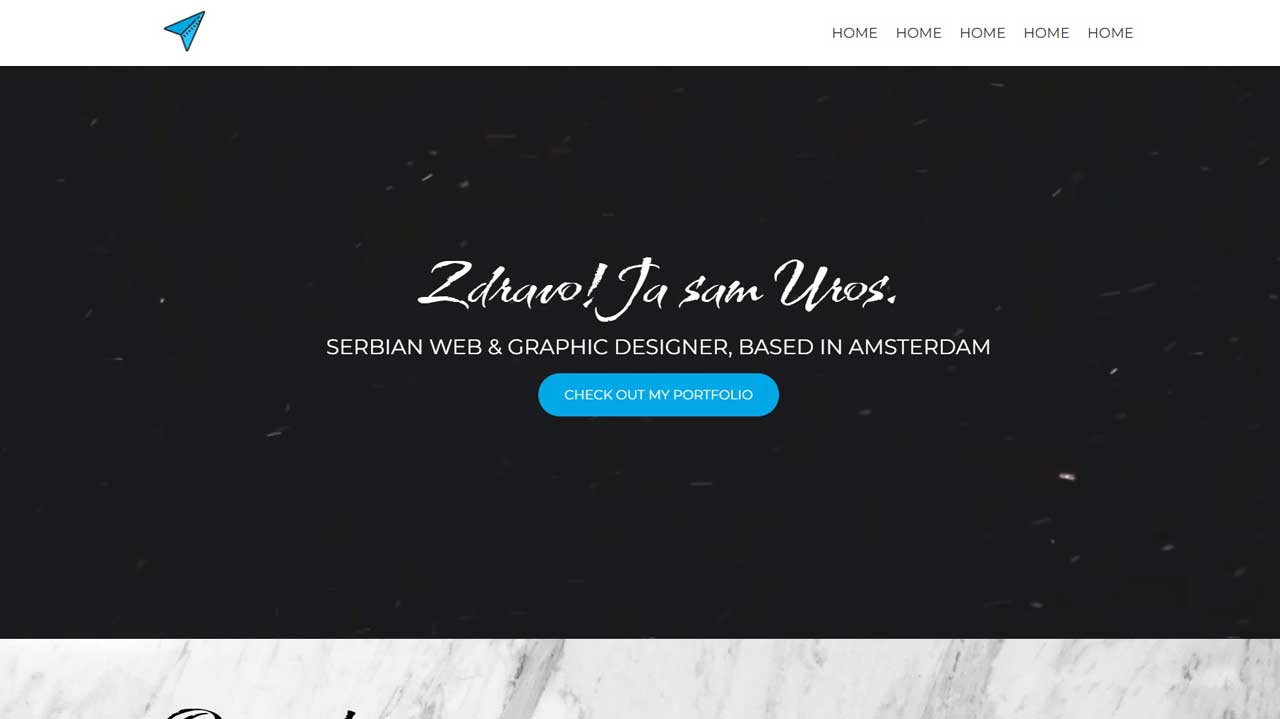 HOME HOME HOME HOME HOME
Zdravo! Ja sam Uros.
SERBIAN WEB & GRAPHIC DESIGNER, BASED IN AMSTERDAM
CHECK OUT MY PORTFOLIO